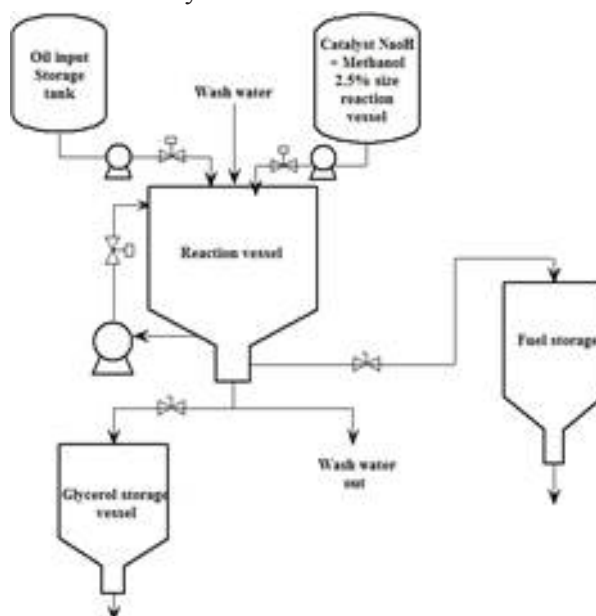 Oil input
Storage
tank
Catalyst NaoH
+ Methanol
2.5% size
reaction
vessel
Wash water
Reaction vessel
Fuel storage
Wash water
out
Glycerol storage
vessel